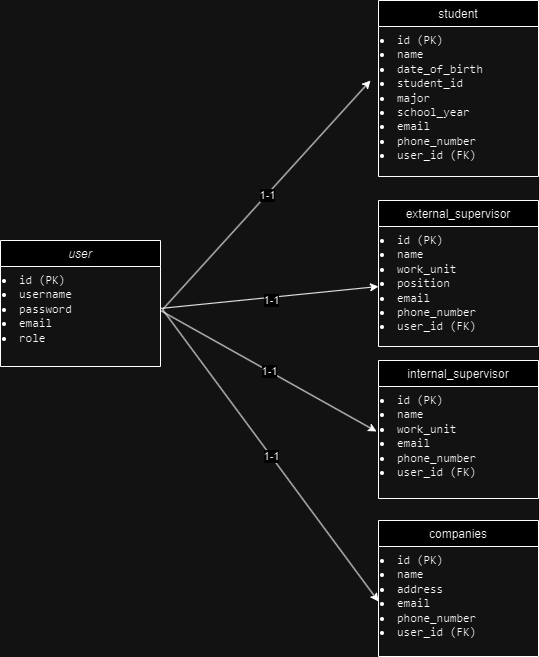 user
id (PK)
username
password
email
role
1-1
1-1
1-1
1-1
student
id (PK)
name
date_of_birth
student_id
major
school_year
email
phone_number
user_id (FK)
external_supervisor
id (PK)
name
work_unit
position
email
phone_number
user_id (FK)
internal_supervisor
id (PK)
name
work_unit
email
phone_number
user_id (FK)
companies
id (PK)
name
address
email
phone_number
user_id (FK)